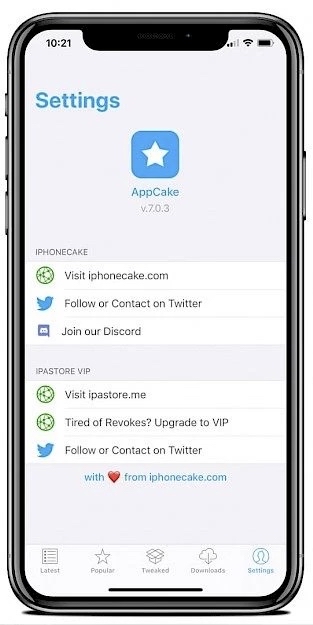 10:21
Settings
AppCake
v.7.0.3
IPHONECAKE
Visit iphonecake.com
Follow or Contact on Twitter
Join our Discord
IPASTORE VIP
Visit ipastore.me
Tired of Revokes? Upgrade to VIP
Follow or Contact on Twitter
with ❤️ from iphonecake.com
Latest Popular Tweaked Downloads Settings